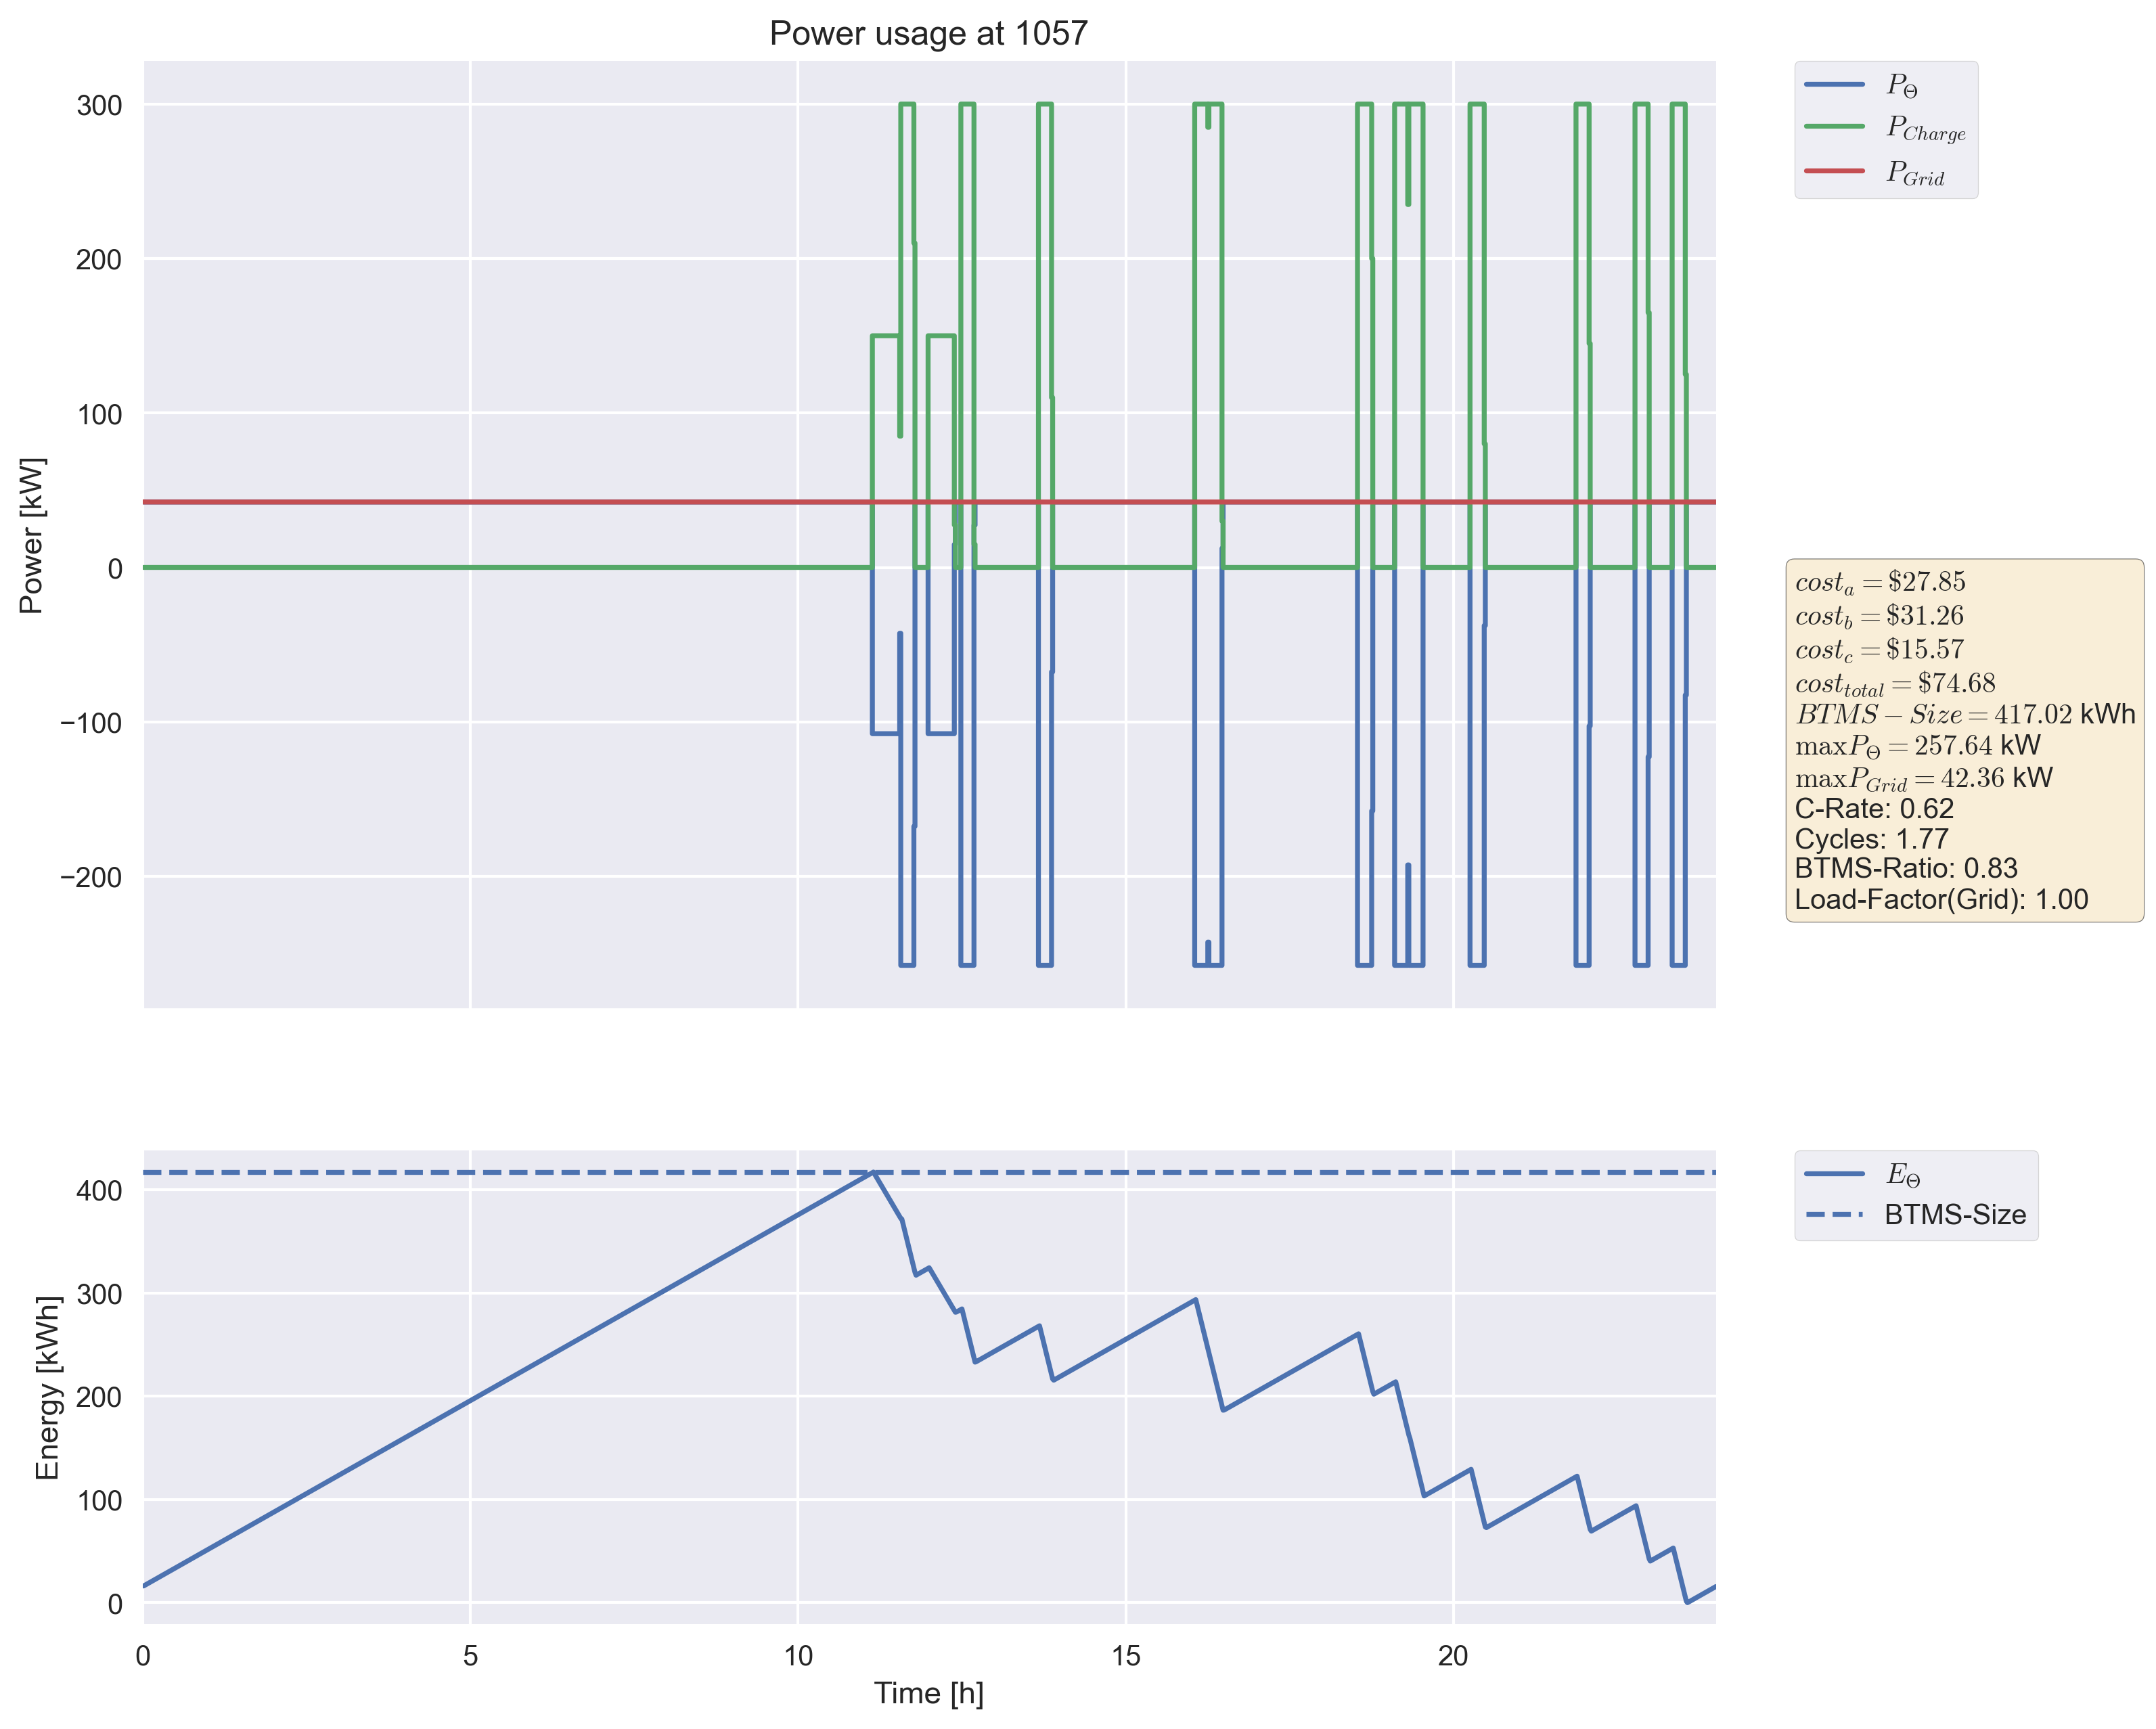 Power usage at 1057
Power [kW]
300
200
100
0
−100
−200
P_Θ
P_Charge
P_Grid
cost_a = $27.85
cost_b = $31.26
cost_c = $15.57
cost_total = $74.68
BTMS − Size = 417.02 kWh
max P_Θ = 257.64 kW
max P_Grid = 42.36 kW
C-Rate: 0.62
Cycles: 1.77
BTMS-Ratio: 0.83
Load-Factor(Grid): 1.00
Energy [kWh]
400
300
200
100
0
0 5 10 15 20
Time [h]
E_Θ
BTMS-Size